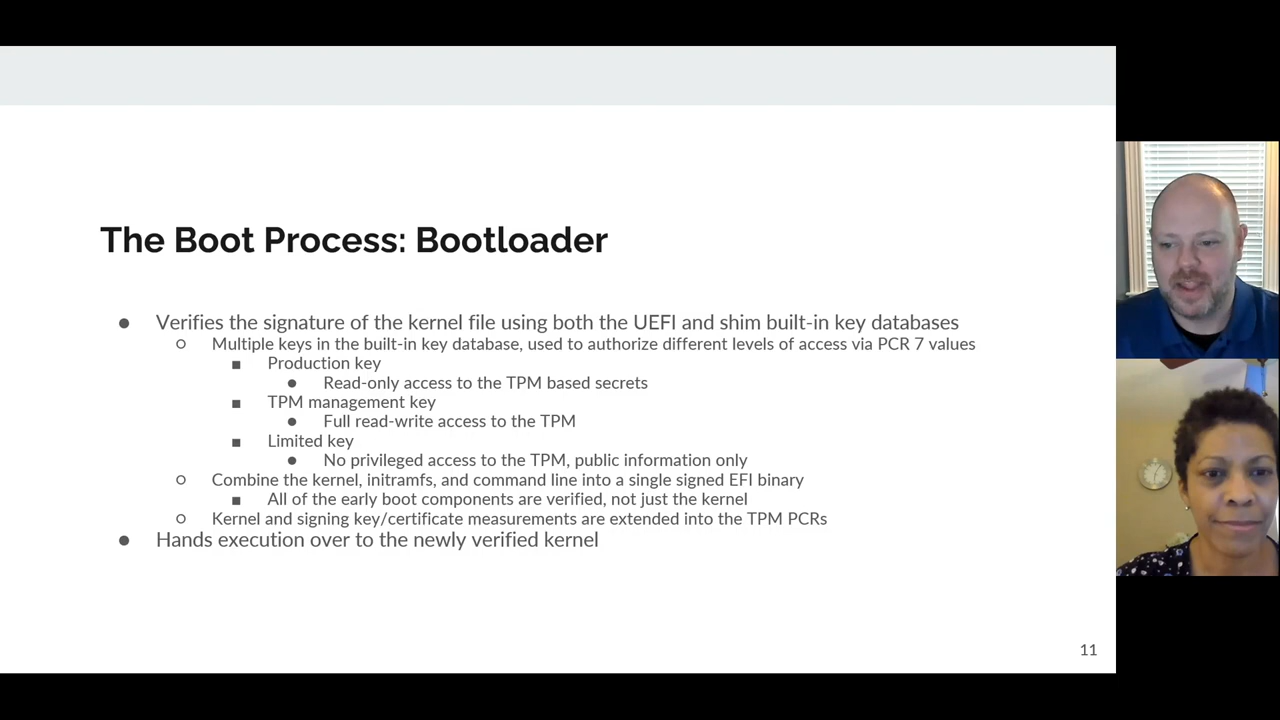 The Boot Process: Bootloader
● Verifies the signature of the kernel file using both the UEFI and shim built-in key databases
○ Multiple keys in the built-in key database, used to authorize different levels of access via PCR 7 values
■ Production key
● Read-only access to the TPM based secrets
■ TPM management key
● Full read-write access to the TPM
■ Limited key
● No privileged access to the TPM, public information only
○ Combine the kernel, initramfs, and command line into a single signed EFI binary
■ All of the early boot components are verified, not just the kernel
○ Kernel and signing key/certificate measurements are extended into the TPM PCRs
● Hands execution over to the newly verified kernel
11